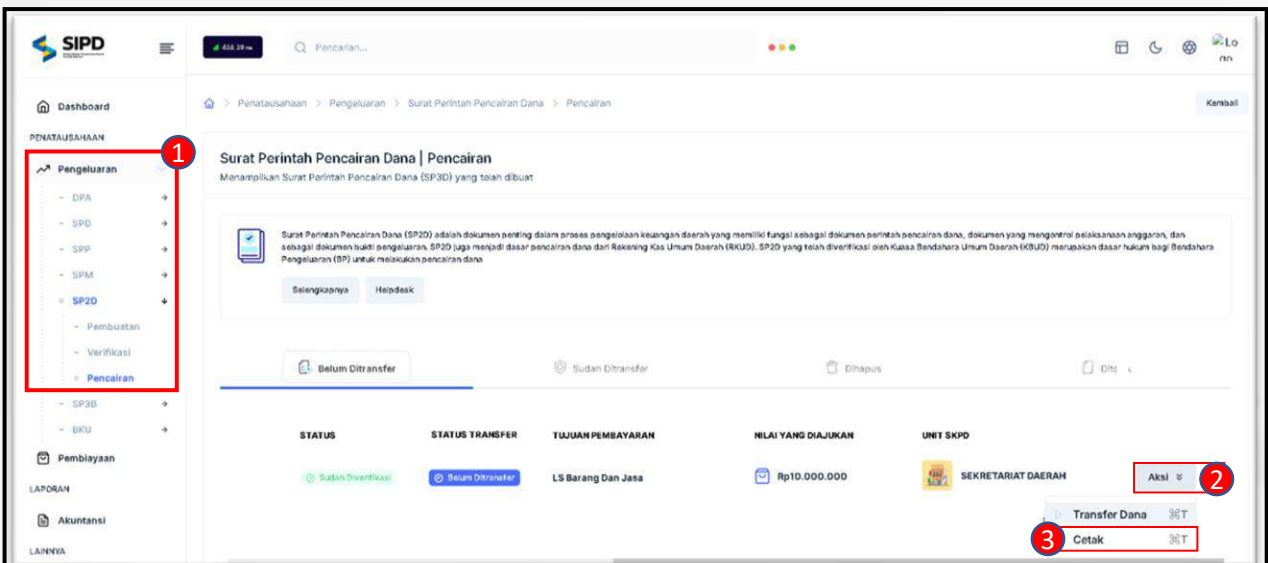 SIPD
438.39 ms
Pencarian...
Lo
go
Dashboard
Penatausahaan > Pengeluaran > Surat Perintah Pencairan Dana > Pencairan
Kembali
PENATAUSAHAAN
1
Pengeluaran
Surat Perintah Pencairan Dana | Pencairan
Menampilkan Surat Perintah Pencairan Dana (SP3D) yang telah dibuat
- DPA
- SPD
- SPP
- SPM
SP2D
- Pembuatan
- Verifikasi
Pencairan
- SP3B
- BKU
Surat Perintah Pencairan Dana (SP2D) adalah dokumen penting dalam proses pengelolaan keuangan daerah yang memiliki fungsi sebagai dokumen perintah pencairan dana, dokumen yang mengontrol pelaksanaan anggaran, dan
sebagai dokumen bukti pengeluaran. SP2D juga menjadi dasar pencairan dana dari Rekening Kas Umum Daerah (RKUD). SP2D yang telah diverifikasi oleh Kuasa Bendahara Umum Daerah (KBUD) merupakan dasar hukum bagi Bendahara
Pengeluaran (BP) untuk melakukan pencairan dana
Selengkapnya Helpdesk
Belum Ditransfer Sudah Ditransfer Dihapus
STATUS STATUS TRANSFER TUJUAN PEMBAYARAN NILAI YANG DIAJUKAN UNIT SKPD
Sudah Diverifikasi Belum Ditransfer LS Barang Dan Jasa Rp10.000.000 SEKRETARIAT DAERAH Aksi 2
Transfer Dana ⌘T
3 Cetak ⌘T
Pembiayaan
LAPORAN
Akuntansi
LAINNYA